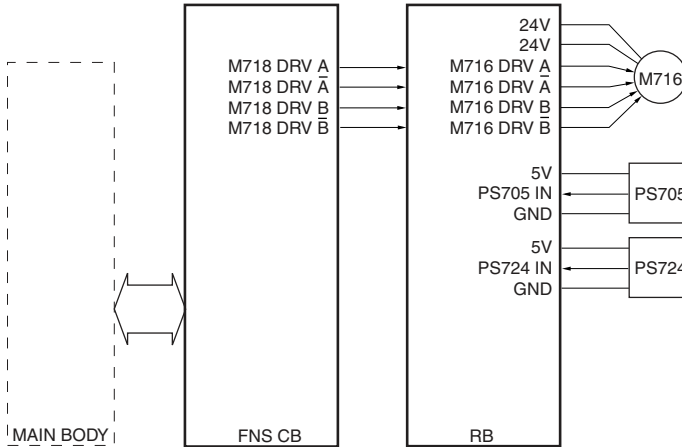 24V
24V
M718 DRV A M716 DRV A
M718 DRV A̅ M716 DRV A̅
M718 DRV B M716 DRV B
M718 DRV B̅ M716 DRV B̅
M716
5V
PS705 IN PS705
GND
5V
PS724 IN PS724
GND
MAIN BODY FNS CB RB